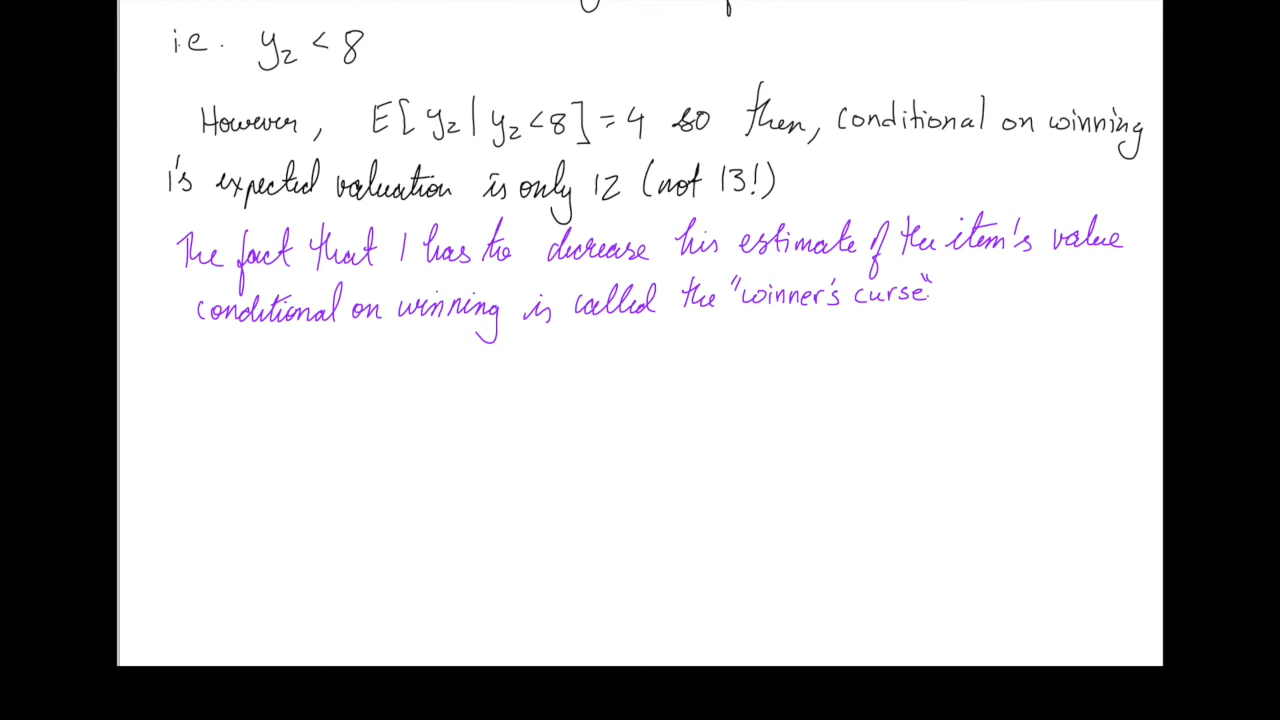 i.e. y₂ < 8
However, E[y₂ | y₂ < 8] = 4 so then, conditional on winning
1's expected valuation is only 12 (not 13!)
The fact that 1 has to decrease his estimate of the item's value
conditional on winning is called the "winner's curse"